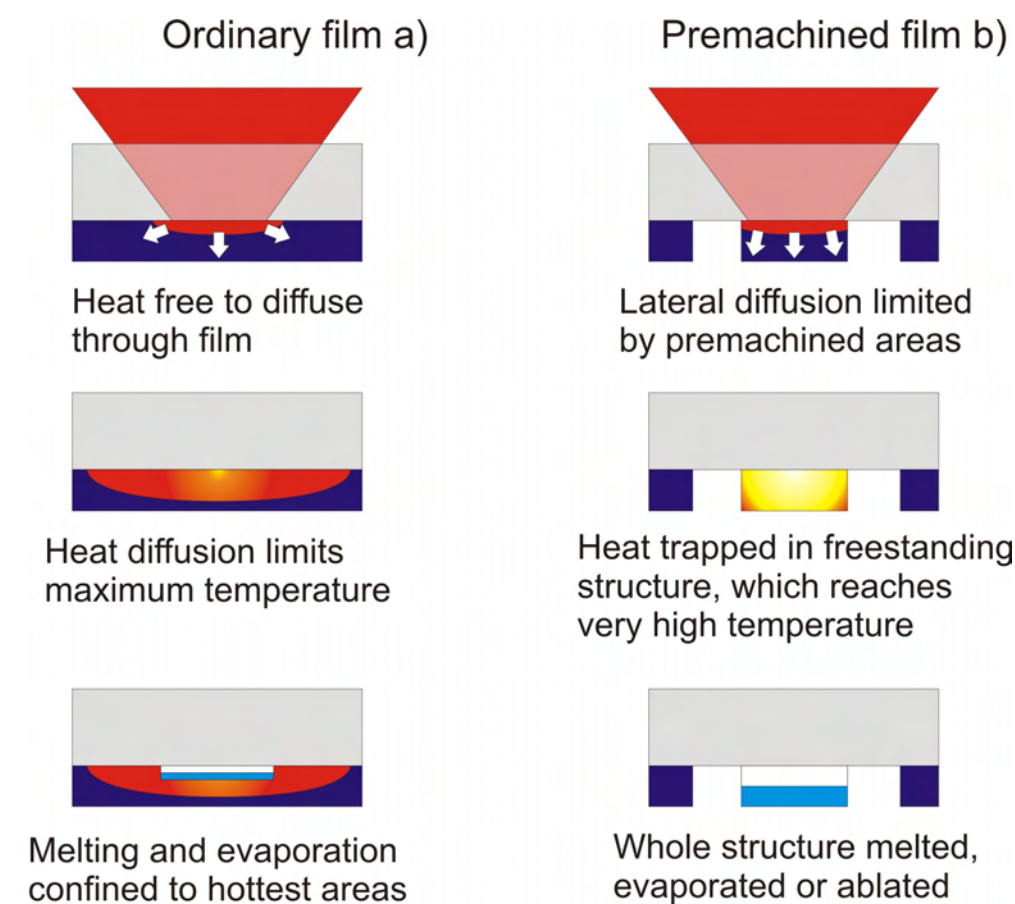 Ordinary film a)
Premachined film b)
Heat free to diffuse
through film
Lateral diffusion limited
by premachined areas
Heat diffusion limits
maximum temperature
Heat trapped in freestanding
structure, which reaches
very high temperature
Melting and evaporation
confined to hottest areas
Whole structure melted,
evaporated or ablated